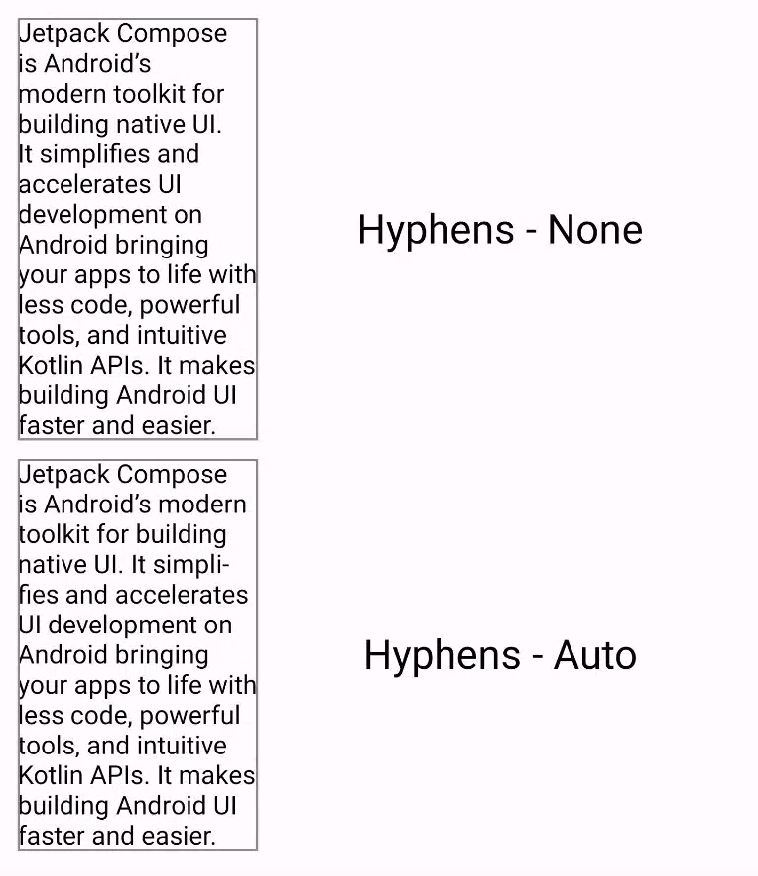 Jetpack Compose
is Android’s
modern toolkit for
building native UI.
It simplifies and
accelerates UI
development on
Android bringing
your apps to life with
less code, powerful
tools, and intuitive
Kotlin APIs. It makes
building Android UI
faster and easier.
Hyphens - None
Jetpack Compose
is Android’s modern
toolkit for building
native UI. It simpli-
fies and accelerates
UI development on
Android bringing
your apps to life with
less code, powerful
tools, and intuitive
Kotlin APIs. It makes
building Android UI
faster and easier.
Hyphens - Auto